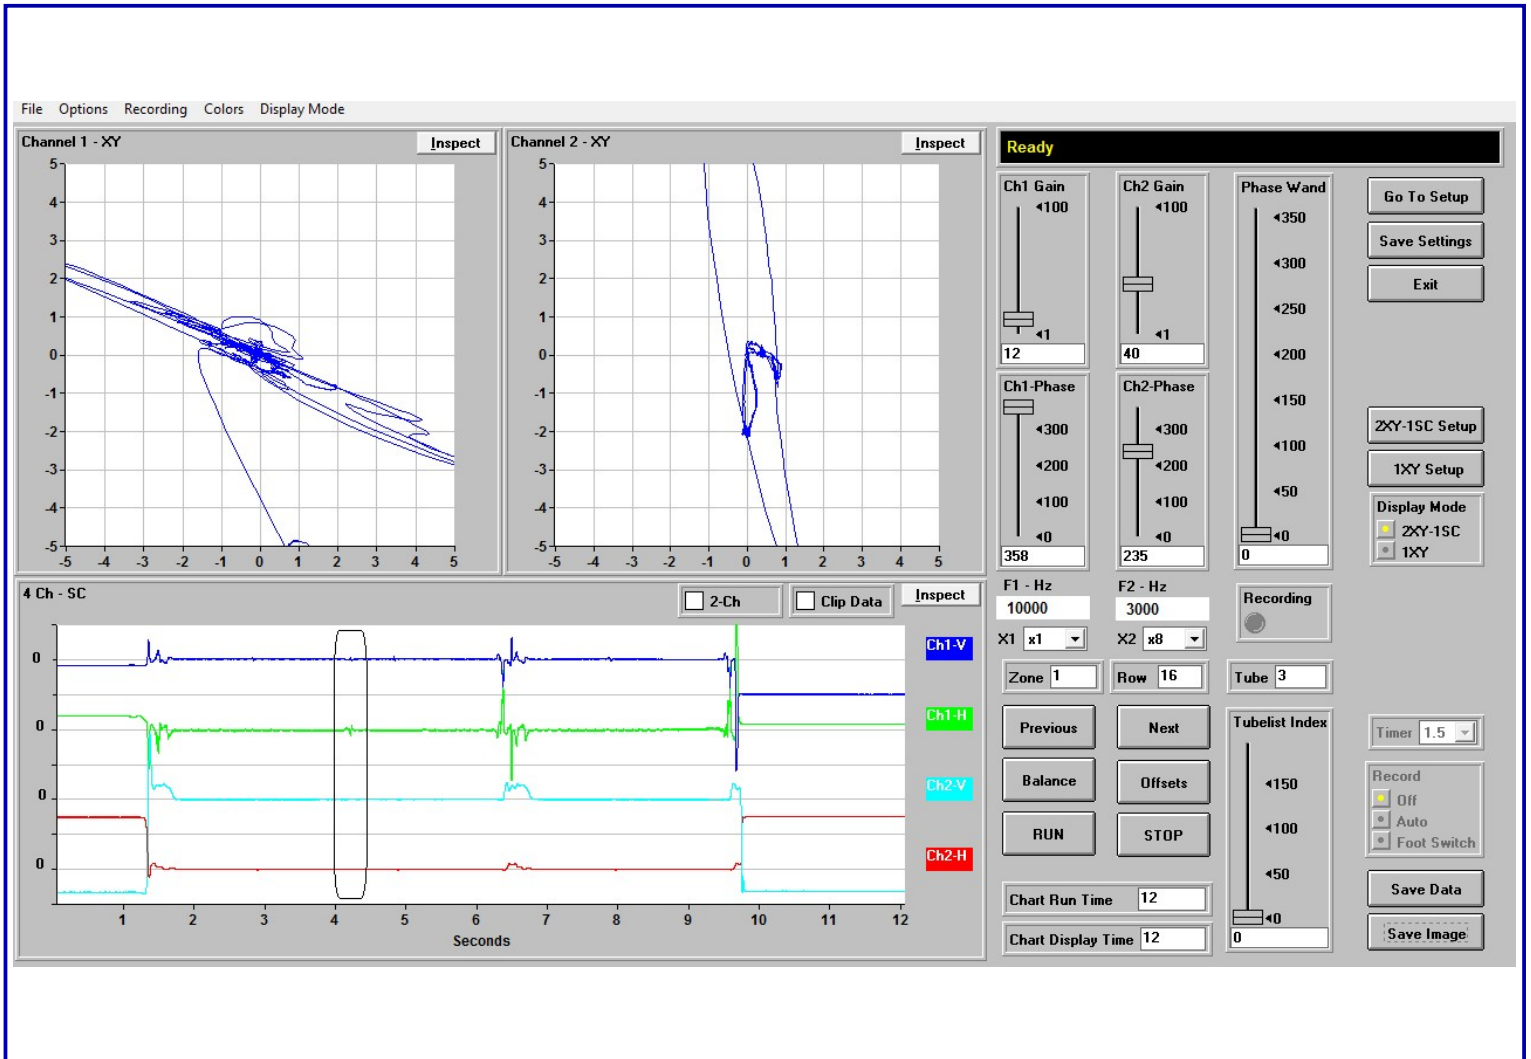 File Options Recording Colors Display Mode
Channel 1 - XY
Inspect
5
4
3
2
1
0
-1
-2
-3
-4
-5
-5 -4 -3 -2 -1 0 1 2 3 4 5
Channel 2 - XY
Inspect
5
4
3
2
1
0
-1
-2
-3
-4
-5
-5 -4 -3 -2 -1 0 1 2 3 4 5
4 Ch - SC
2-Ch
Clip Data
Inspect
0
0
0
0
Ch1-V
Ch1-H
Ch2-V
Ch2-H
1 2 3 4 5 6 7 8 9 10 11 12
Seconds
Ready
Ch1 Gain
100
1
12
Ch2 Gain
100
1
40
Phase Wand
350
300
250
200
150
100
50
0
0
Ch1-Phase
300
200
100
0
358
Ch2-Phase
300
200
100
0
235
Go To Setup
Save Settings
Exit
2XY-1SC Setup
1XY Setup
Display Mode
2XY-1SC
1XY
F1 - Hz
10000
F2 - Hz
3000
Recording
X1 x1
X2 x8
Zone 1
Row 16
Tube 3
Previous
Next
Balance
Offsets
RUN
STOP
Chart Run Time 12
Chart Display Time 12
Tubelist Index
150
100
50
0
0
Timer 1.5
Record
Off
Auto
Foot Switch
Save Data
Save Image